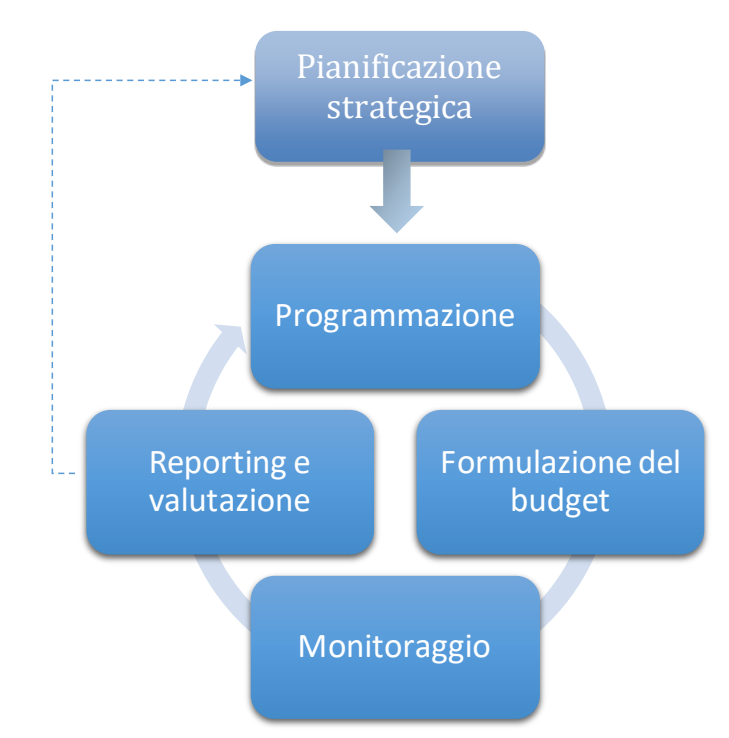 Pianificazione
strategica
Programmazione
Reporting e
valutazione
Formulazione del
budget
Monitoraggio